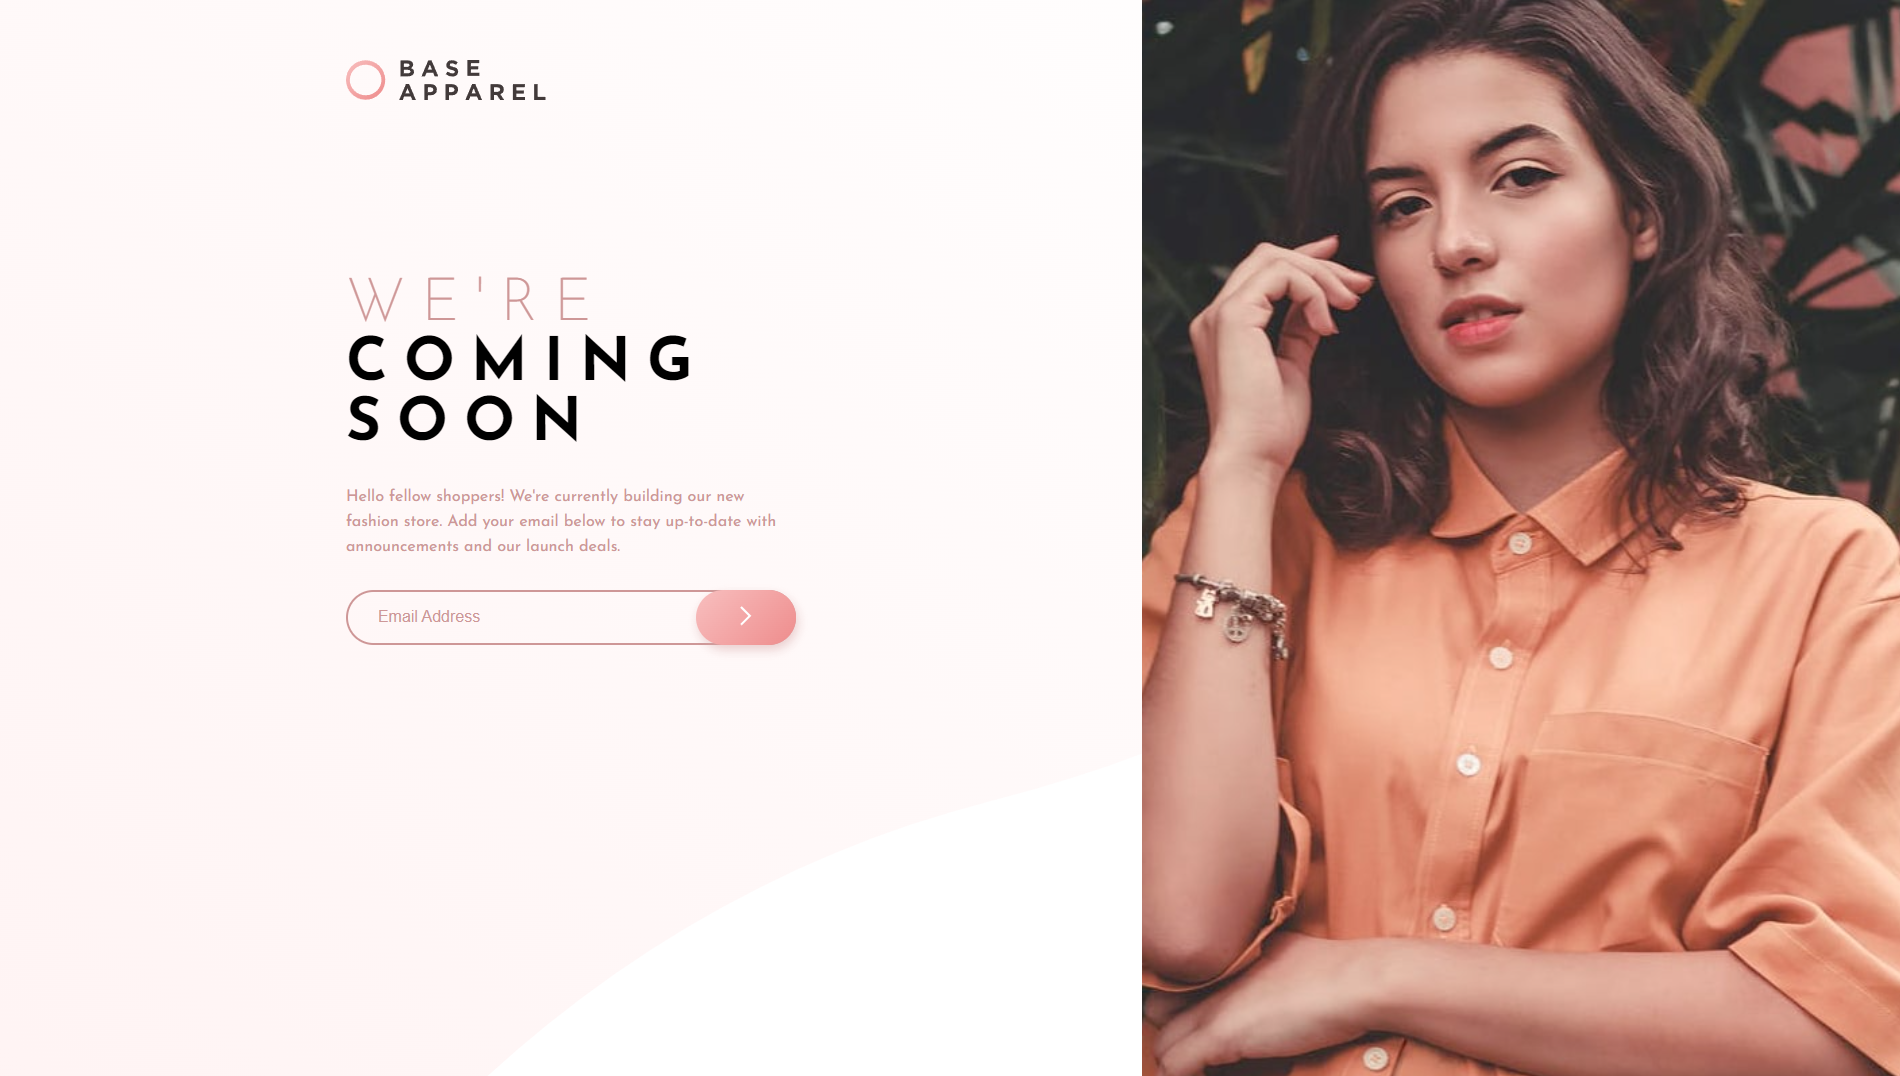 BASE
APPAREL
WE'RE
COMING
SOON
Hello fellow shoppers! We're currently building our new
fashion store. Add your email below to stay up-to-date with
announcements and our launch deals.
Email Address